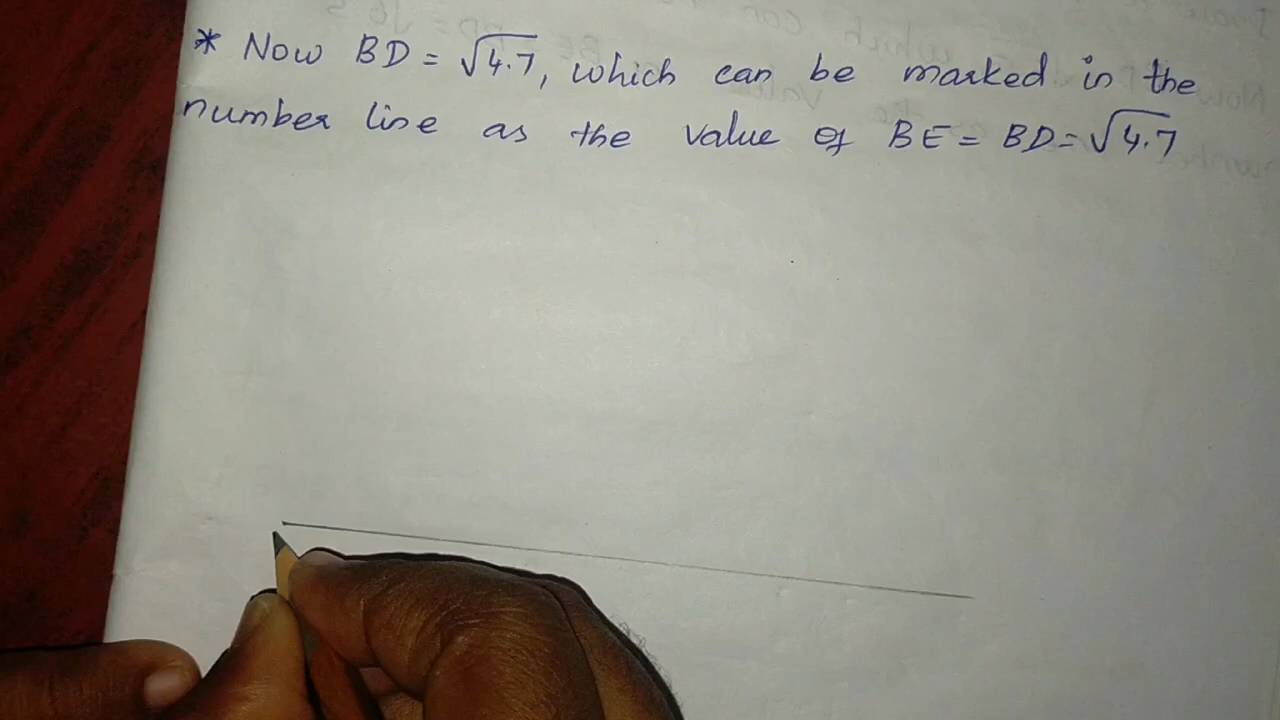 * Now BD = √4.7, which can be marked in the
number line as the value of BE = BD = √4.7